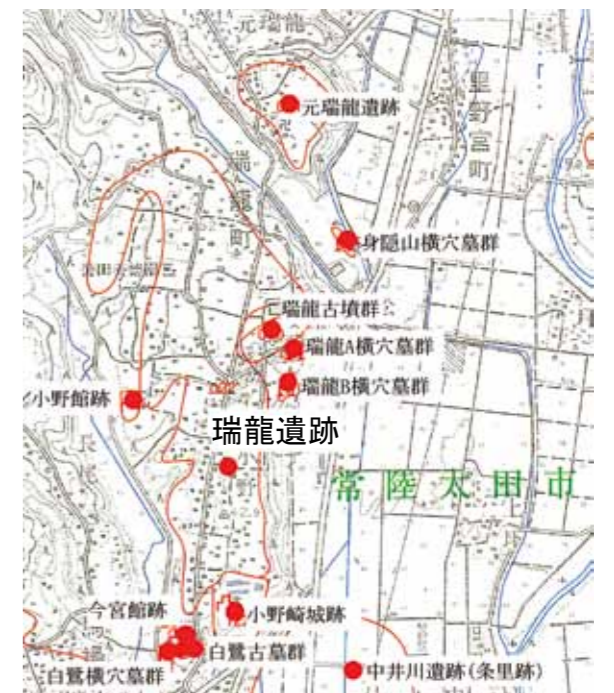 元瑞龍
元瑞龍遺跡
里野宮町
瑞龍町
身隠山横穴墓群
瑞龍古墳群
瑞龍A横穴墓群
瑞龍B横穴墓群
小野館跡
瑞龍遺跡
常陸太田市
今宮館跡
小野崎城跡
白鷺古墓群
白鷺横穴墓群
中井川遺跡(条里跡)